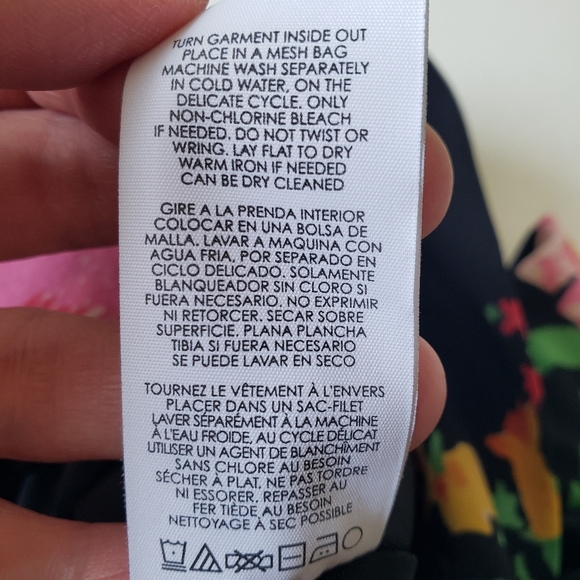 TURN GARMENT INSIDE OUT
PLACE IN A MESH BAG
MACHINE WASH SEPARATELY
IN COLD WATER, ON THE
DELICATE CYCLE. ONLY
NON-CHLORINE BLEACH
IF NEEDED. DO NOT TWIST OR
WRING. LAY FLAT TO DRY
WARM IRON IF NEEDED
CAN BE DRY CLEANED
GIRE A LA PRENDA INTERIOR
COLOCAR EN UNA BOLSA DE
MALLA. LAVAR A MAQUINA CON
AGUA FRIA, POR SEPARADO EN
CICLO DELICADO. SOLAMENTE
BLANQUEADOR SIN CLORO SI
FUERA NECESARIO. NO EXPRIMIR
NI RETORCER. SECAR SOBRE
SUPERFICIE. PLANA PLANCHA
TIBIA SI FUERA NECESARIO
SE PUEDE LAVAR EN SECO
TOURNEZ LE VÊTEMENT À L'ENVERS
PLACER DANS UN SAC-FILET
LAVER SÉPARÉMENT À LA MACHINE
À L'EAU FROIDE, AU CYCLE DÉLICAT
UTILISER UN AGENT DE BLANCHIMENT
SANS CHLORE AU BESOIN
SÉCHER À PLAT, NE PAS TORDRE
NI ESSORER. REPASSER AU
FER TIÈDE AU BESOIN
NETTOYAGE À SEC POSSIBLE